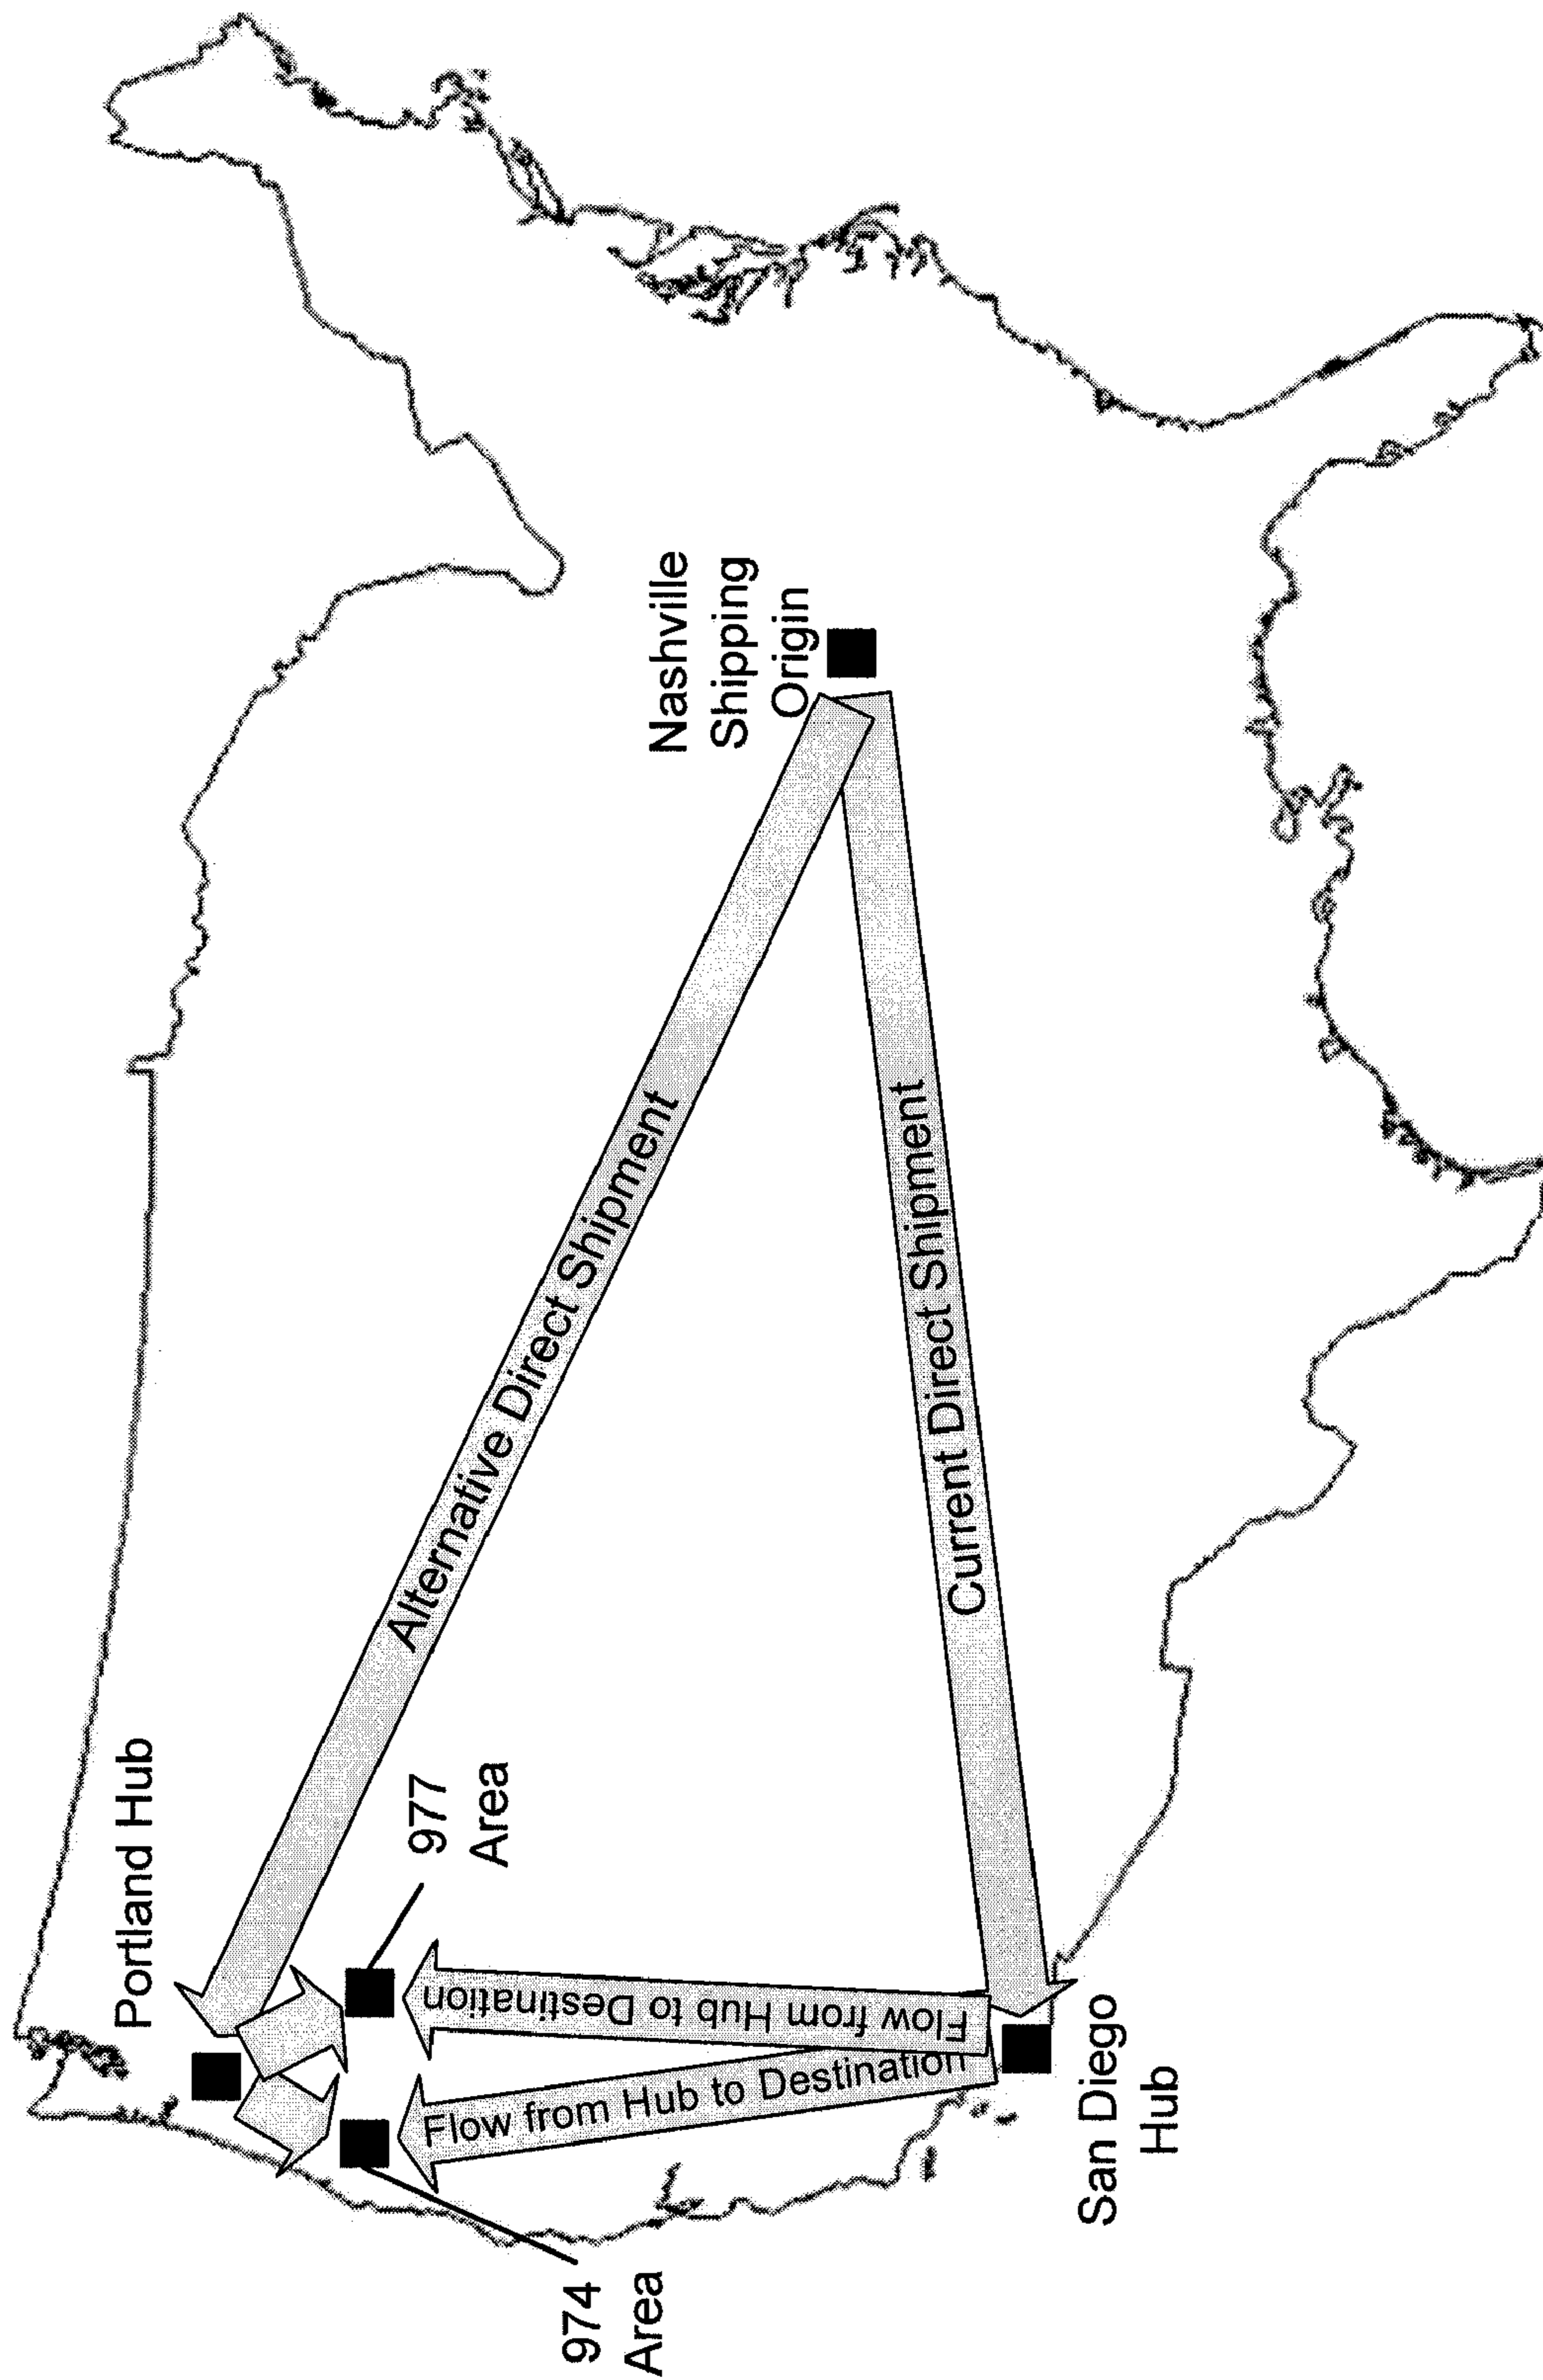 Portland Hub
977
Area
974
Area
Nashville
Shipping
Origin
Alternative Direct Shipment
Current Direct Shipment
Flow from Hub to Destination
Flow from Hub to Destination
San Diego
Hub